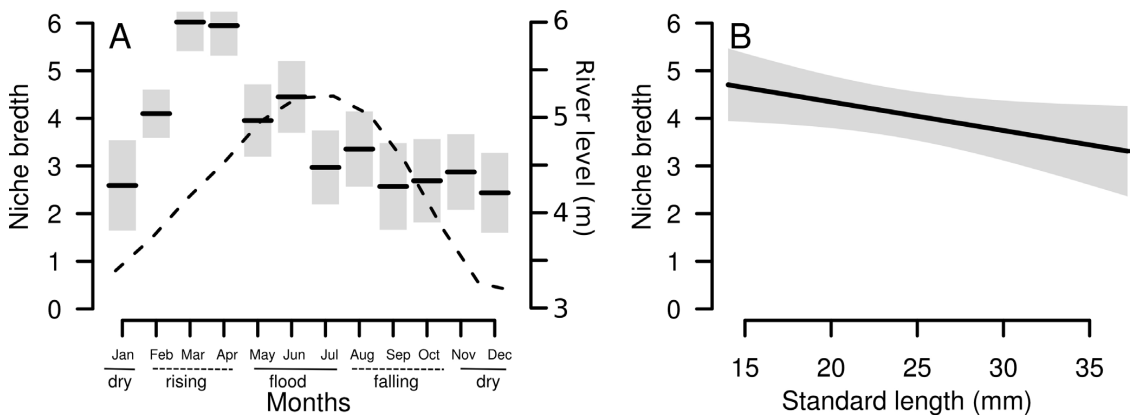 A
Niche bredth
6
5
4
3
2
1
0
6
5
4
3
River level (m)
Jan Feb Mar Apr May Jun Jul Aug Sep Oct Nov Dec
dry rising flood falling dry
Months
B
Niche bredth
6
5
4
3
2
1
0
15 20 25 30 35
Standard length (mm)